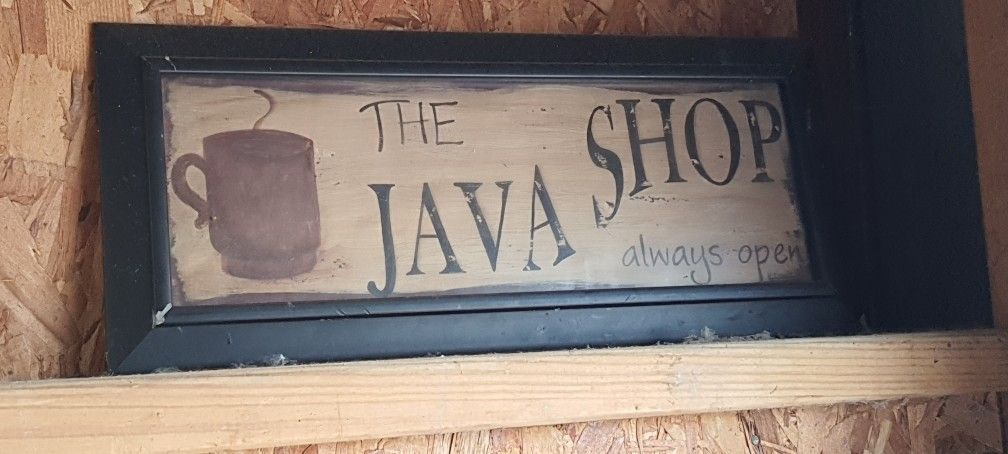 THE
JAVA SHOP
always open